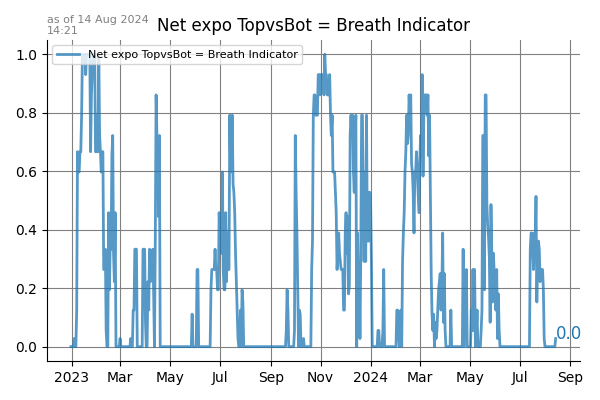 as of 14 Aug 2024
14:21
Net expo TopvsBot = Breath Indicator
Net expo TopvsBot = Breath Indicator
1.0
0.8
0.6
0.4
0.2
0.0
0.0
2023 Mar May Jul Sep Nov 2024 Mar May Jul Sep